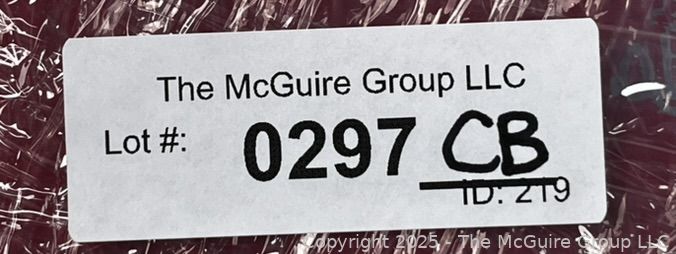 The McGuire Group LLC
Lot #: 0297 CB
ID: 219
Copyright 2025 - The McGuire Group LLC